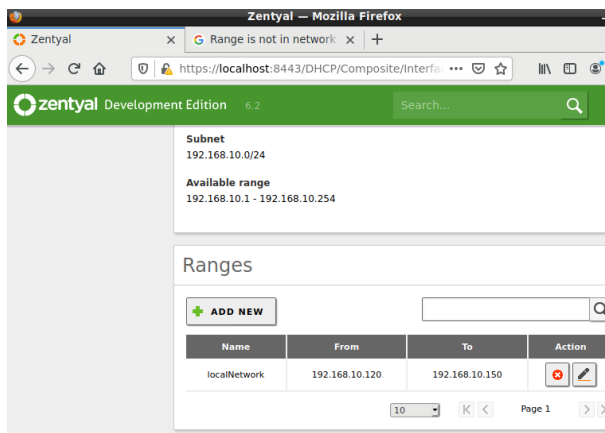 Zentyal — Mozilla Firefox
Zentyal
Range is not in network
https://localhost:8443/DHCP/Composite/Interfa
zentyal Development Edition 6.2
Search...
Subnet
192.168.10.0/24
Available range
192.168.10.1 - 192.168.10.254
Ranges
ADD NEW
Name From To Action
localNetwork 192.168.10.120 192.168.10.150
10 Page 1